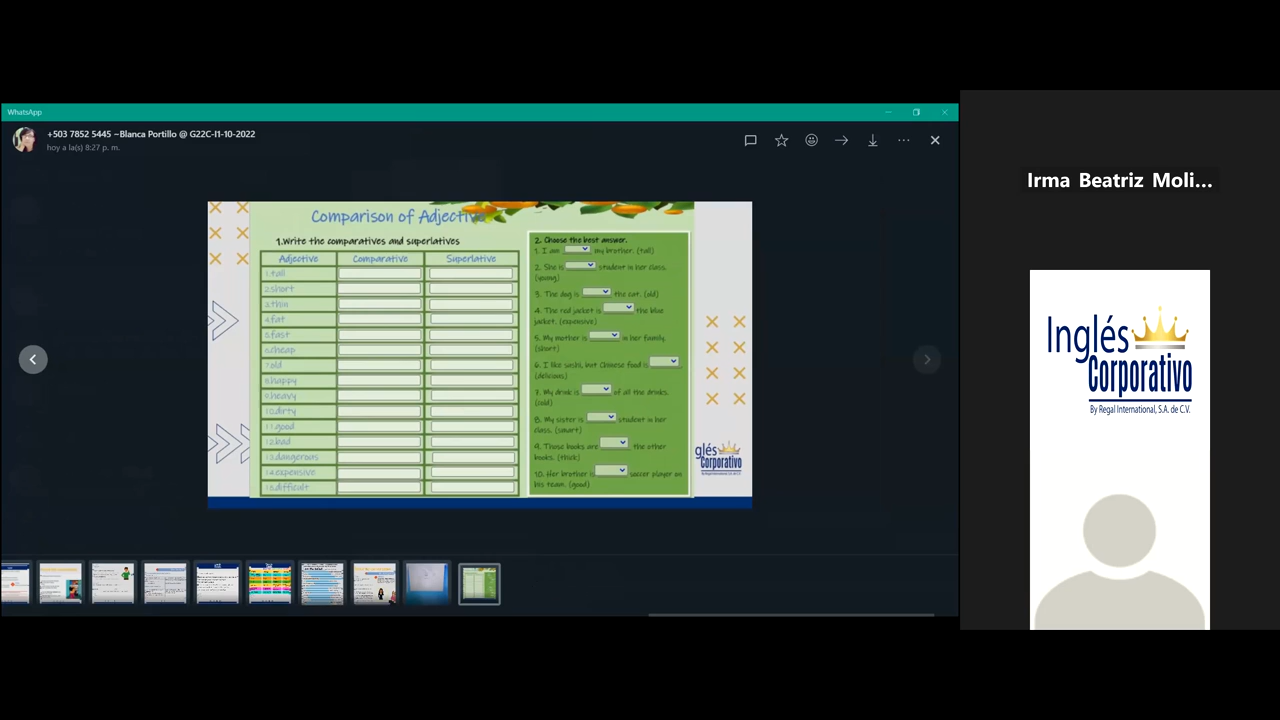 WhatsApp
+503 7852 5445 ~Blanca Portillo @ G22C-I1-10-2022
hoy a la(s) 8:27 p. m.
Comparison of Adjective
1.Write the comparatives and superlatives
Adjective Comparative Superlative
1.tall
2.short
3.thin
4.fat
5.fast
6.cheap
7.old
8.happy
9.heavy
10.dirty
11.good
12.bad
13.dangerous
14.expensive
15.difficult
2. Choose the best answer.
1. I am my brother. (tall)
2. She is student in her class.
(young)
3. The dog is the cat. (old)
4. The red jacket is the blue
jacket. (expensive)
5. My mother is in her family.
(short)
6. I like sushi, but Chinese food is
(delicious)
7. My drink is of all the drinks.
(cold)
8. My sister is student in her
class. (smart)
9. Those books are the other
books. (thick)
10. Her brother is soccer player on
his team. (good)
glés
Corporativo
Irma Beatriz Moli...
Inglés
Corporativo
By Regal International, S.A. de C.V.